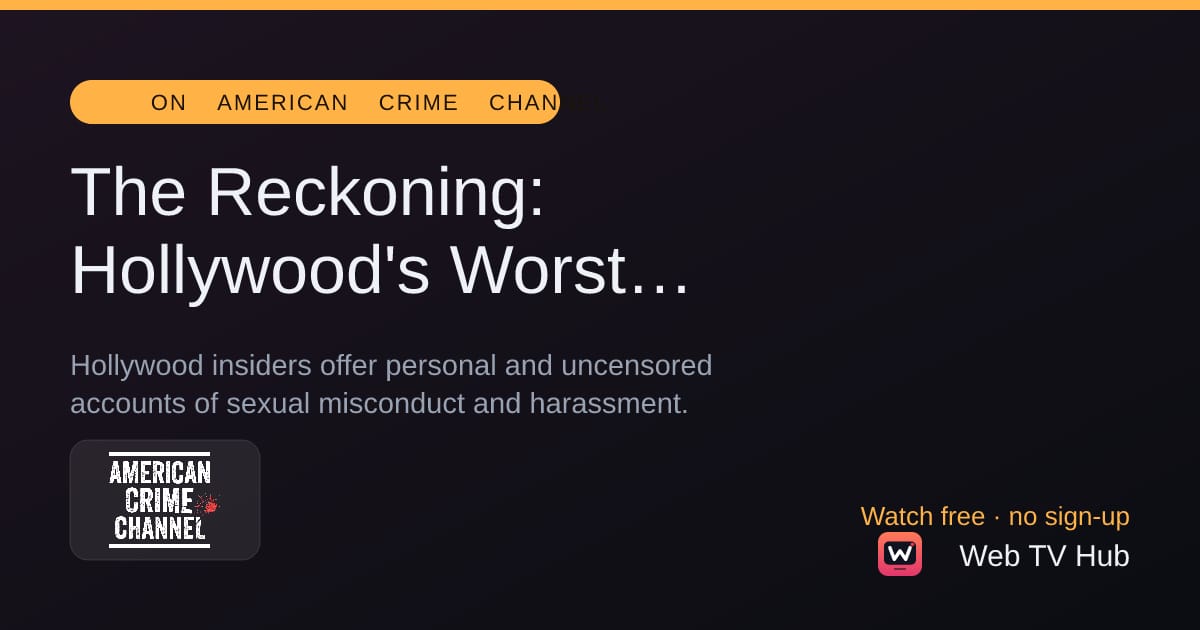 ON AMERICAN CRIME CHANNEL
The Reckoning:
Hollywood's Worst…
Hollywood insiders offer personal and uncensored
accounts of sexual misconduct and harassment.
AMERICAN
CRIME
CHANNEL
Watch free · no sign-up
W
Web TV Hub